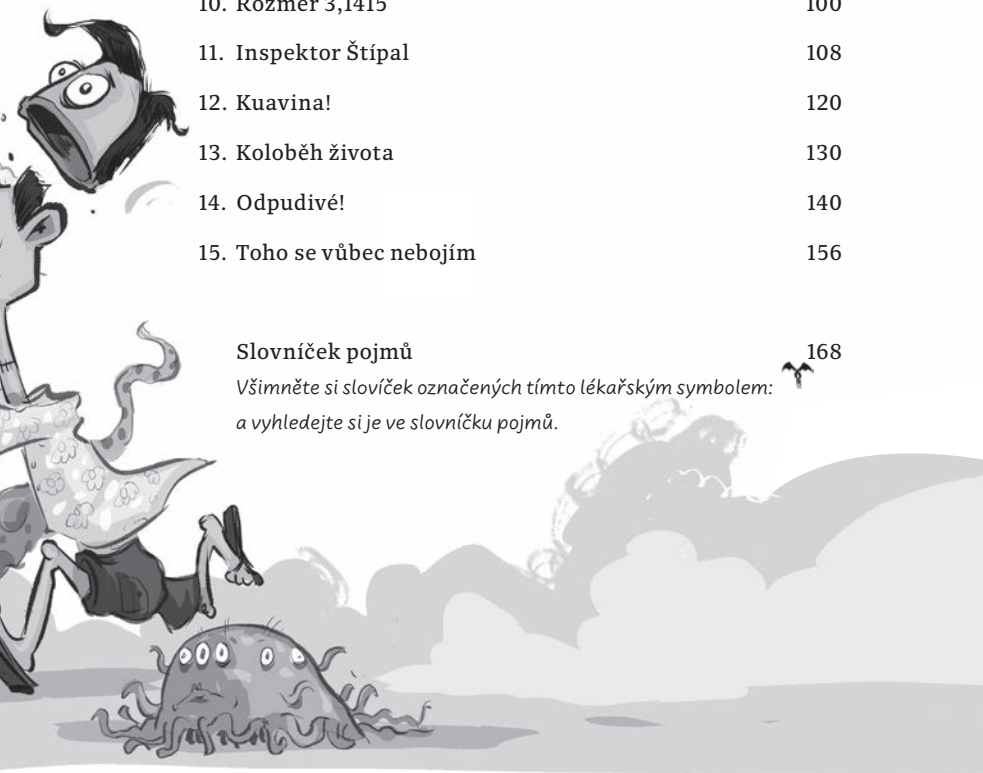 10. Rozměr 3,1415 100
11. Inspektor Štípal 108
12. Kuavina! 120
13. Koloběh života 130
14. Odpudivé! 140
15. Toho se vůbec nebojím 156
Slovníček pojmů 168
Všimněte si slovíček označených tímto lékařským symbolem:
a vyhledejte si je ve slovníčku pojmů.